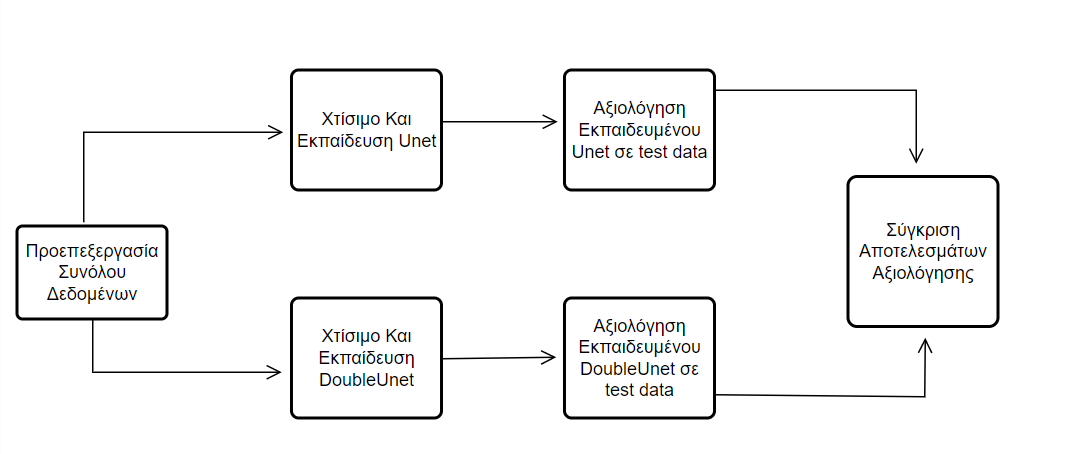 Χτίσιμο Και
Εκπαίδευση Unet
Αξιολόγηση
Εκπαιδευμένου
Unet σε test data
Προεπεξεργασία
Συνόλου
Δεδομένων
Σύγκριση
Αποτελεσμάτων
Αξιολόγησης
Χτίσιμο Και
Εκπαίδευση
DoubleUnet
Αξιολόγηση
Εκπαιδευμένου
DoubleUnet σε
test data